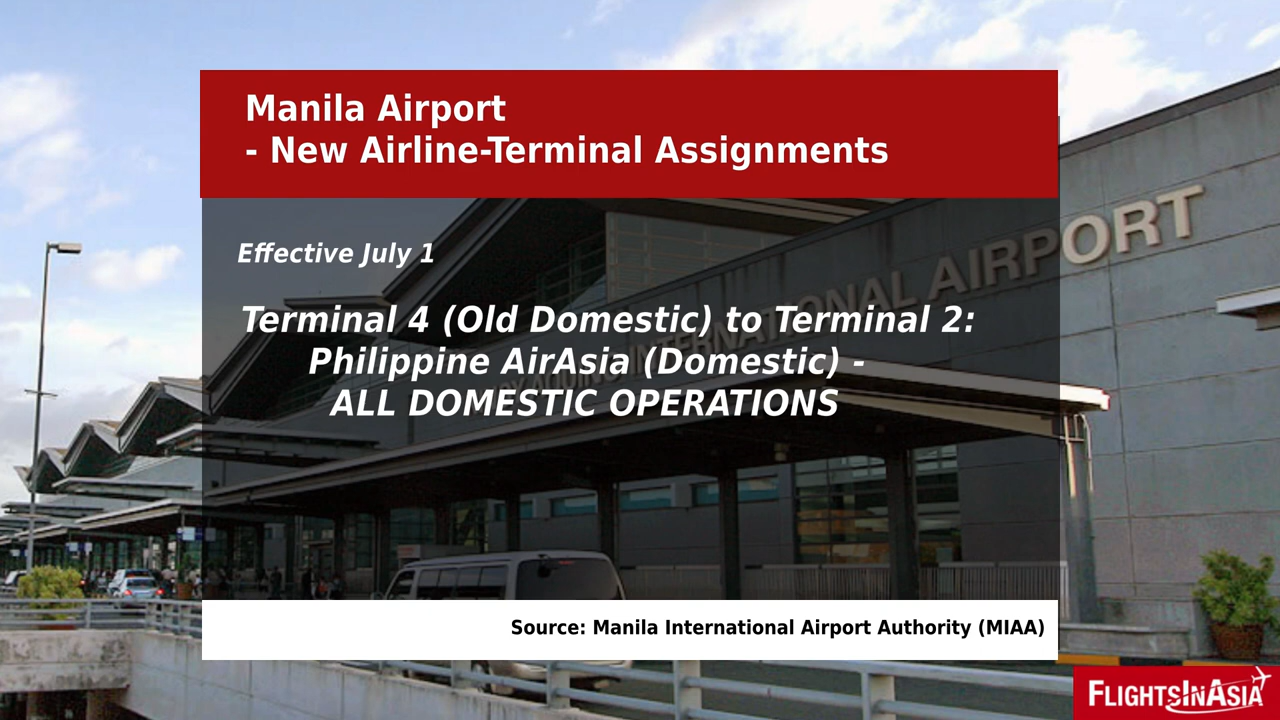 Manila Airport
- New Airline-Terminal Assignments
Effective July 1
Terminal 4 (Old Domestic) to Terminal 2:
Philippine AirAsia (Domestic) -
ALL DOMESTIC OPERATIONS
INTERNATIONAL AIRPORT
Source: Manila International Airport Authority (MIAA)
FLIGHTSINASIA